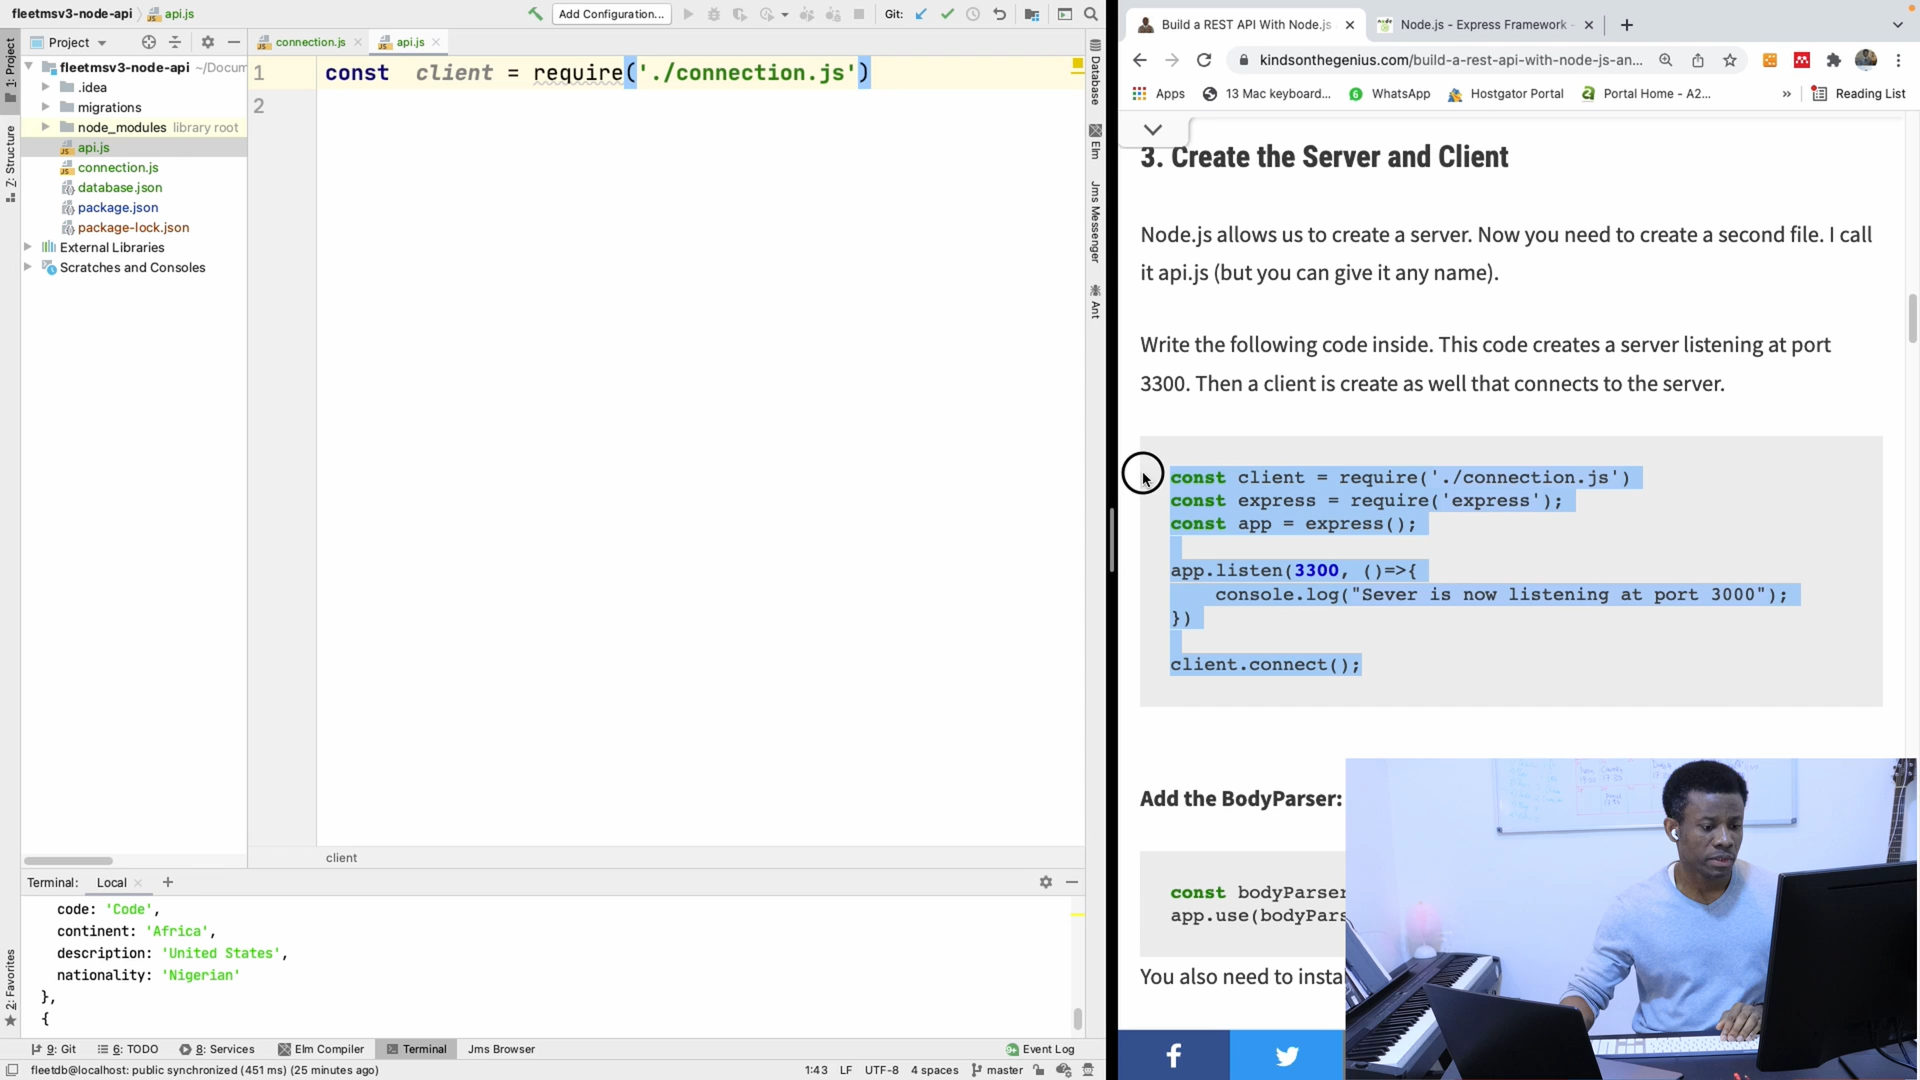 fleetmsv3-node-api
api.js
Add Configuration...
Git:
Project
connection.js
api.js
1: Project
Z: Structure
2: Favorites
fleetmsv3-node-api ~/Docum
.idea
migrations
node_modules library root
api.js
connection.js
database.json
package.json
package-lock.json
External Libraries
Scratches and Consoles
1 const client = require('./connection.js')
2
Database
Elm
Jms Messenger
Ant
client
Terminal: Local
code: 'Code',
continent: 'Africa',
description: 'United States',
nationality: 'Nigerian'
},
{
9: Git
6: TODO
8: Services
Elm Compiler
Terminal
Jms Browser
Event Log
fleetdb@localhost: public synchronized (451 ms) (25 minutes ago)
1:43 LF UTF-8 4 spaces master
Build a REST API With Node.js
Node.js - Express Framework -
kindsonthegenius.com/build-a-rest-api-with-node-js-an...
Apps
13 Mac keyboard...
WhatsApp
Hostgator Portal
Portal Home - A2...
»
Reading List
3. Create the Server and Client
Node.js allows us to create a server. Now you need to create a second file. I call
it api.js (but you can give it any name).
Write the following code inside. This code creates a server listening at port
3300. Then a client is create as well that connects to the server.
const client = require('./connection.js')
const express = require('express');
const app = express();
app.listen(3300, ()=>{
console.log("Sever is now listening at port 3000");
})
client.connect();
Add the BodyParser:
const bodyParser
app.use(bodyPars
You also need to insta